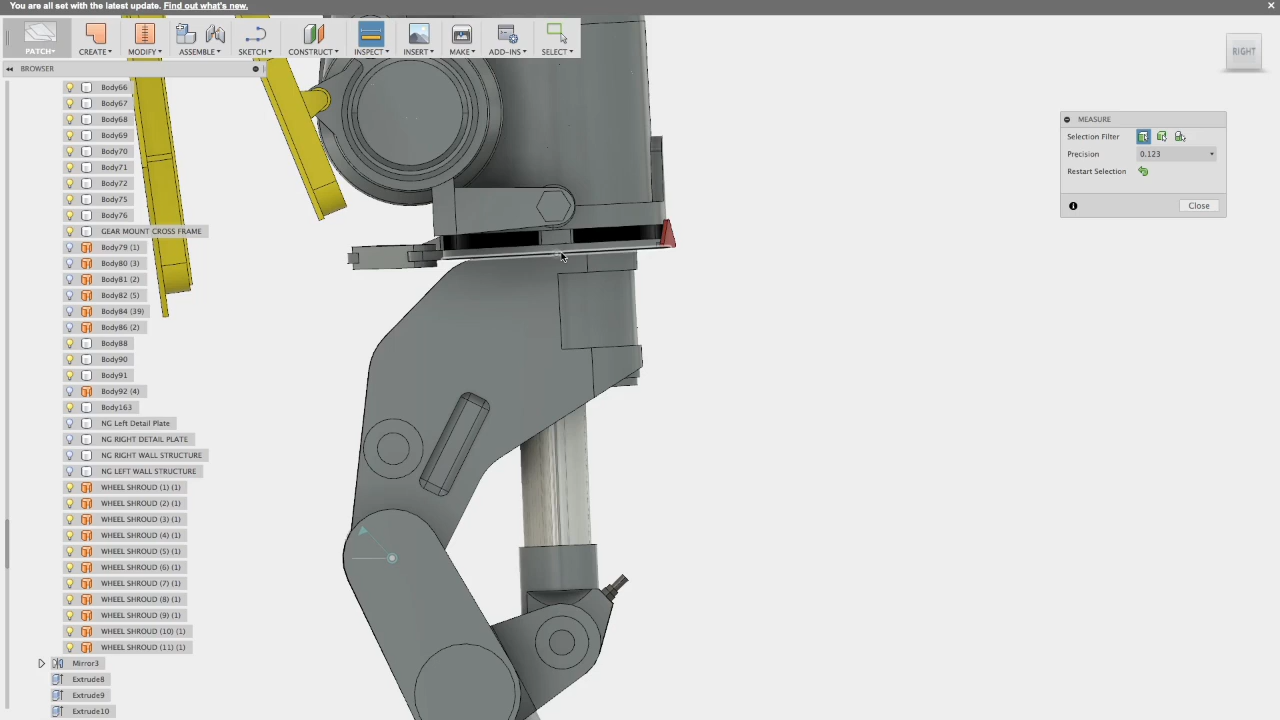 You are all set with the latest update. Find out what's new.
PATCH
CREATE
MODIFY
ASSEMBLE
SKETCH
CONSTRUCT
INSPECT
INSERT
MAKE
ADD-INS
SELECT
BROWSER
RIGHT
MEASURE
Selection Filter
Precision 0.123
Restart Selection
Close
Body66
Body67
Body68
Body69
Body70
Body71
Body72
Body75
Body76
GEAR MOUNT CROSS FRAME
Body79 (1)
Body80 (3)
Body81 (2)
Body82 (5)
Body84 (39)
Body86 (2)
Body88
Body90
Body91
Body92 (4)
Body163
NG Left Detail Plate
NG RIGHT DETAIL PLATE
NG RIGHT WALL STRUCTURE
NG LEFT WALL STRUCTURE
WHEEL SHROUD (1) (1)
WHEEL SHROUD (2) (1)
WHEEL SHROUD (3) (1)
WHEEL SHROUD (4) (1)
WHEEL SHROUD (5) (1)
WHEEL SHROUD (6) (1)
WHEEL SHROUD (7) (1)
WHEEL SHROUD (8) (1)
WHEEL SHROUD (9) (1)
WHEEL SHROUD (10) (1)
WHEEL SHROUD (11) (1)
Mirror3
Extrude8
Extrude9
Extrude10